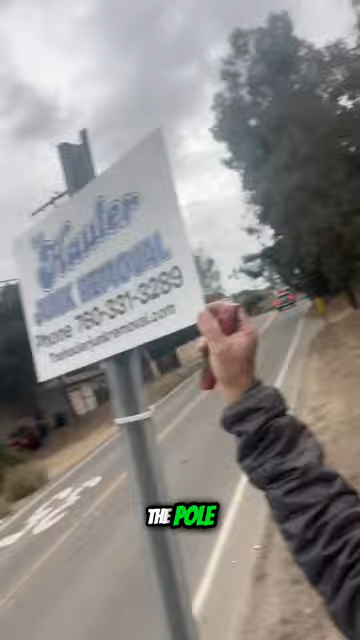 Hauler
JUNK REMOVAL
Phone 760-331-3289
Thehaulerjunkremoval.com
THE POLE